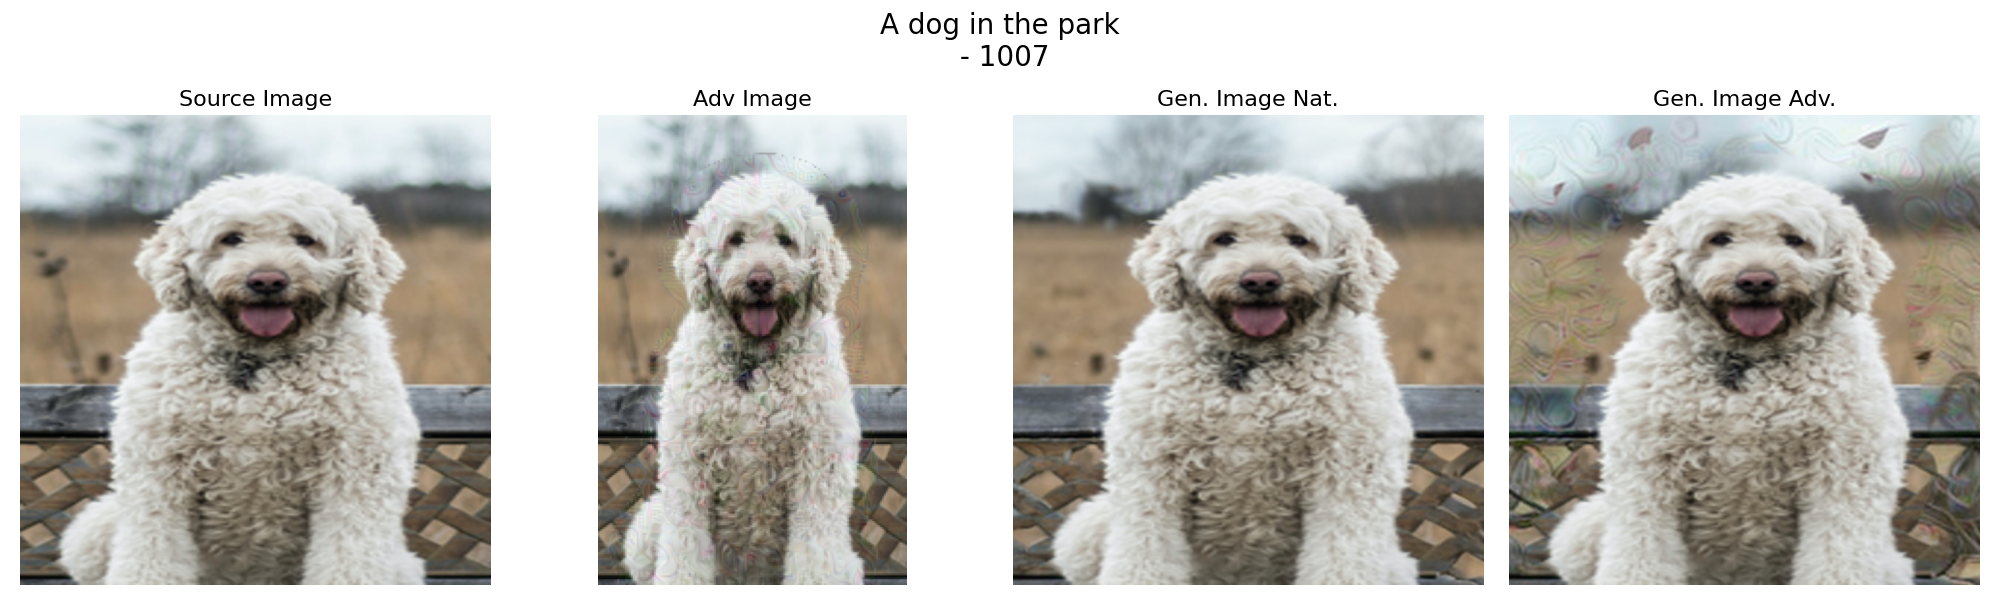 A dog in the park
- 1007
Source Image
Adv Image
Gen. Image Nat.
Gen. Image Adv.